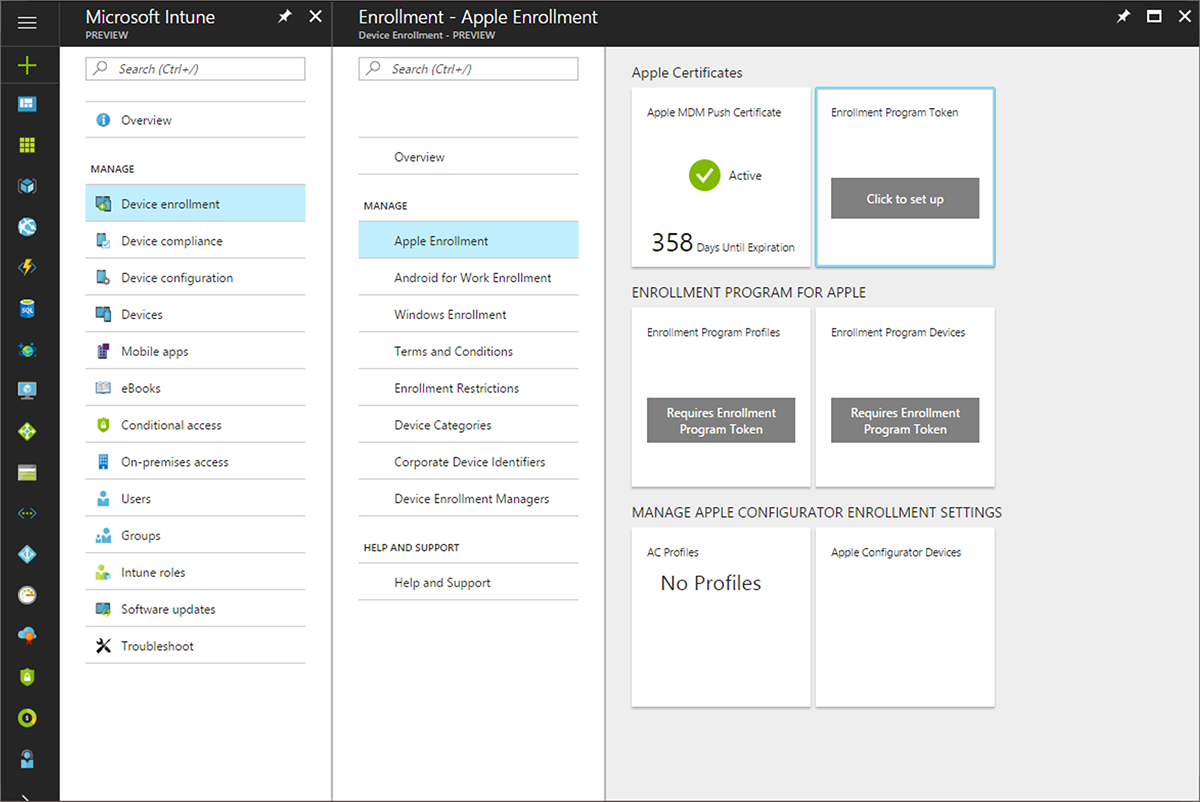 Microsoft Intune
PREVIEW
Search (Ctrl+/)
Overview
MANAGE
Device enrollment
Device compliance
Device configuration
Devices
Mobile apps
eBooks
Conditional access
On-premises access
Users
Groups
Intune roles
Software updates
Troubleshoot
Enrollment - Apple Enrollment
Device Enrollment - PREVIEW
Search (Ctrl+/)
Overview
MANAGE
Apple Enrollment
Android for Work Enrollment
Windows Enrollment
Terms and Conditions
Enrollment Restrictions
Device Categories
Corporate Device Identifiers
Device Enrollment Managers
HELP AND SUPPORT
Help and Support
Apple Certificates
Apple MDM Push Certificate
Active
358 Days Until Expiration
Enrollment Program Token
Click to set up
ENROLLMENT PROGRAM FOR APPLE
Enrollment Program Profiles
Requires Enrollment
Program Token
Enrollment Program Devices
Requires Enrollment
Program Token
MANAGE APPLE CONFIGURATOR ENROLLMENT SETTINGS
AC Profiles
No Profiles
Apple Configurator Devices
SQL